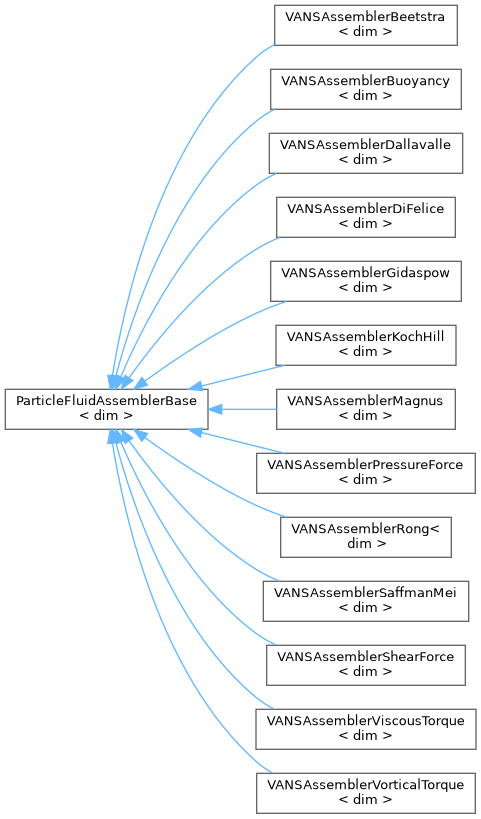 VANSAssemblerBeetstra
< dim >
VANSAssemblerBuoyancy
< dim >
VANSAssemblerDallavalle
< dim >
VANSAssemblerDiFelice
< dim >
VANSAssemblerGidaspow
< dim >
VANSAssemblerKochHill
< dim >
ParticleFluidAssemblerBase
< dim >
VANSAssemblerMagnus
< dim >
VANSAssemblerPressureForce
< dim >
VANSAssemblerRong<
dim >
VANSAssemblerSaffmanMei
< dim >
VANSAssemblerShearForce
< dim >
VANSAssemblerViscousTorque
< dim >
VANSAssemblerVorticalTorque
< dim >